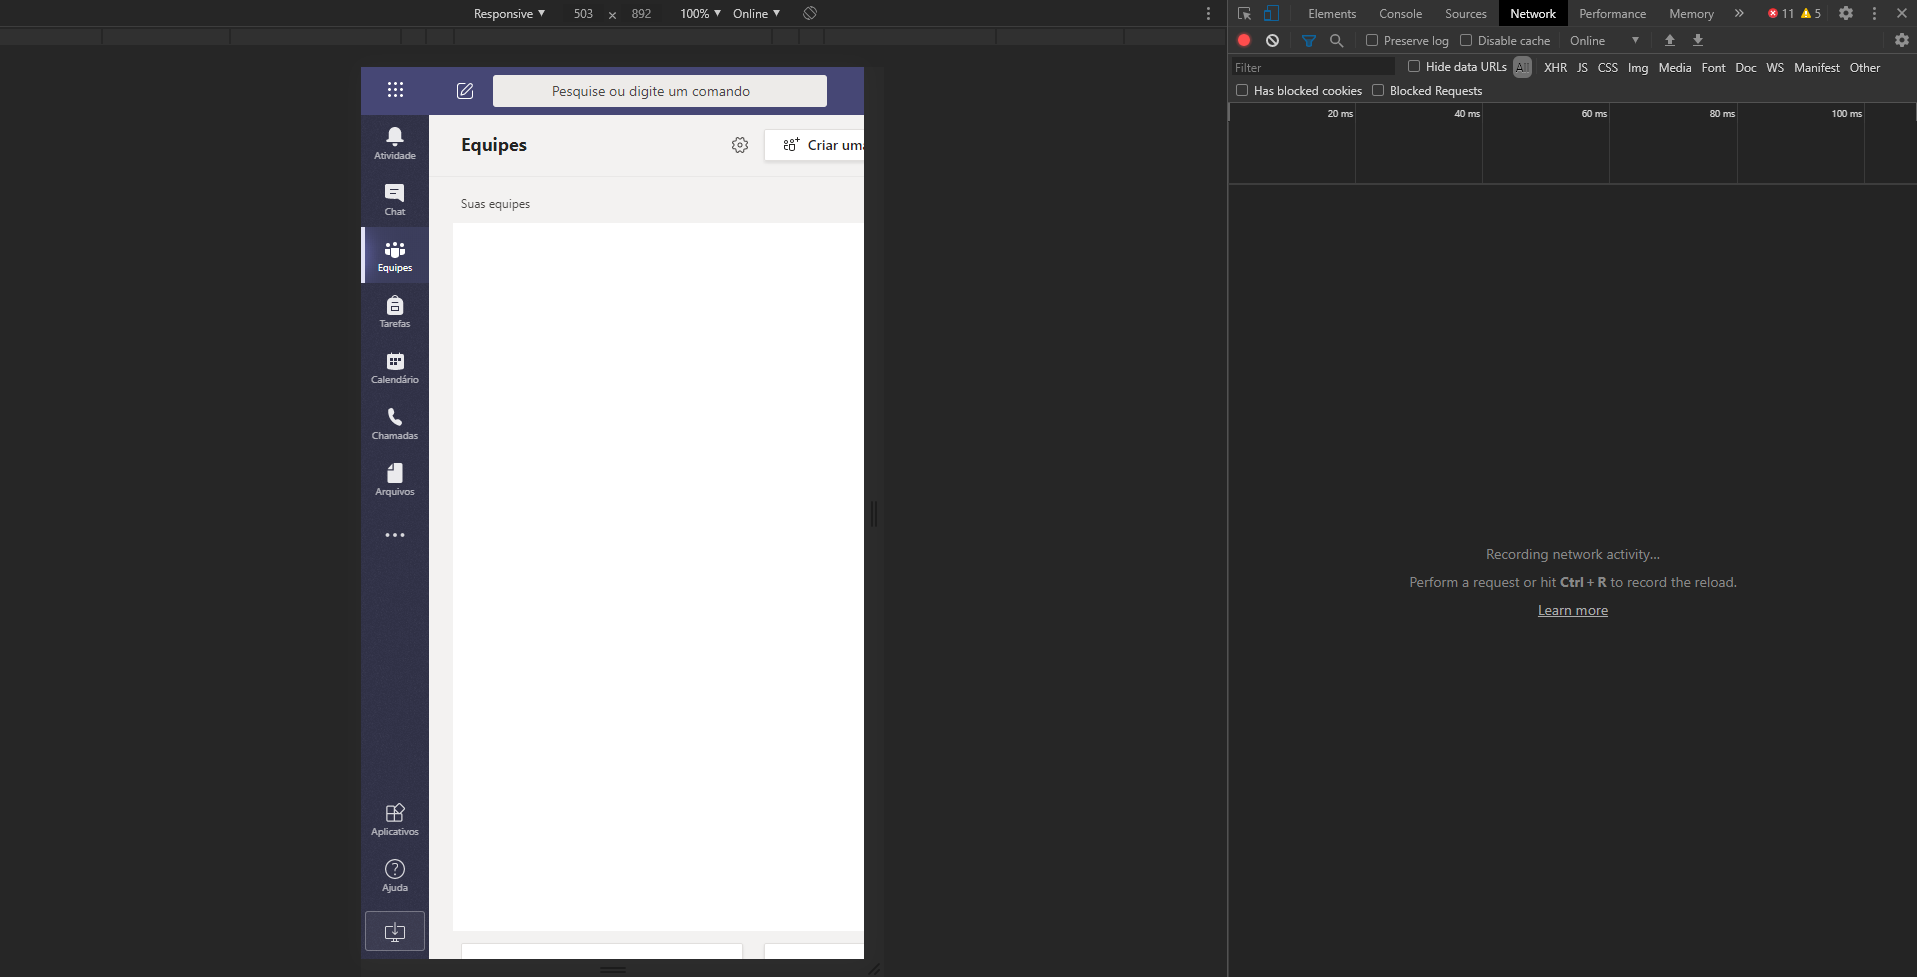 Responsive ▼ 503 × 892 100% ▼ Online ▼
Elements Console Sources Network Performance Memory » 11 5
Preserve log Disable cache Online ▼
Filter Hide data URLs All XHR JS CSS Img Media Font Doc WS Manifest Other
Has blocked cookies Blocked Requests
20 ms 40 ms 60 ms 80 ms 100 ms
Pesquise ou digite um comando
Atividade
Chat
Equipes
Tarefas
Calendário
Chamadas
Arquivos
Aplicativos
Ajuda
Equipes
Criar uma
Suas equipes
Recording network activity...
Perform a request or hit Ctrl + R to record the reload.
Learn more